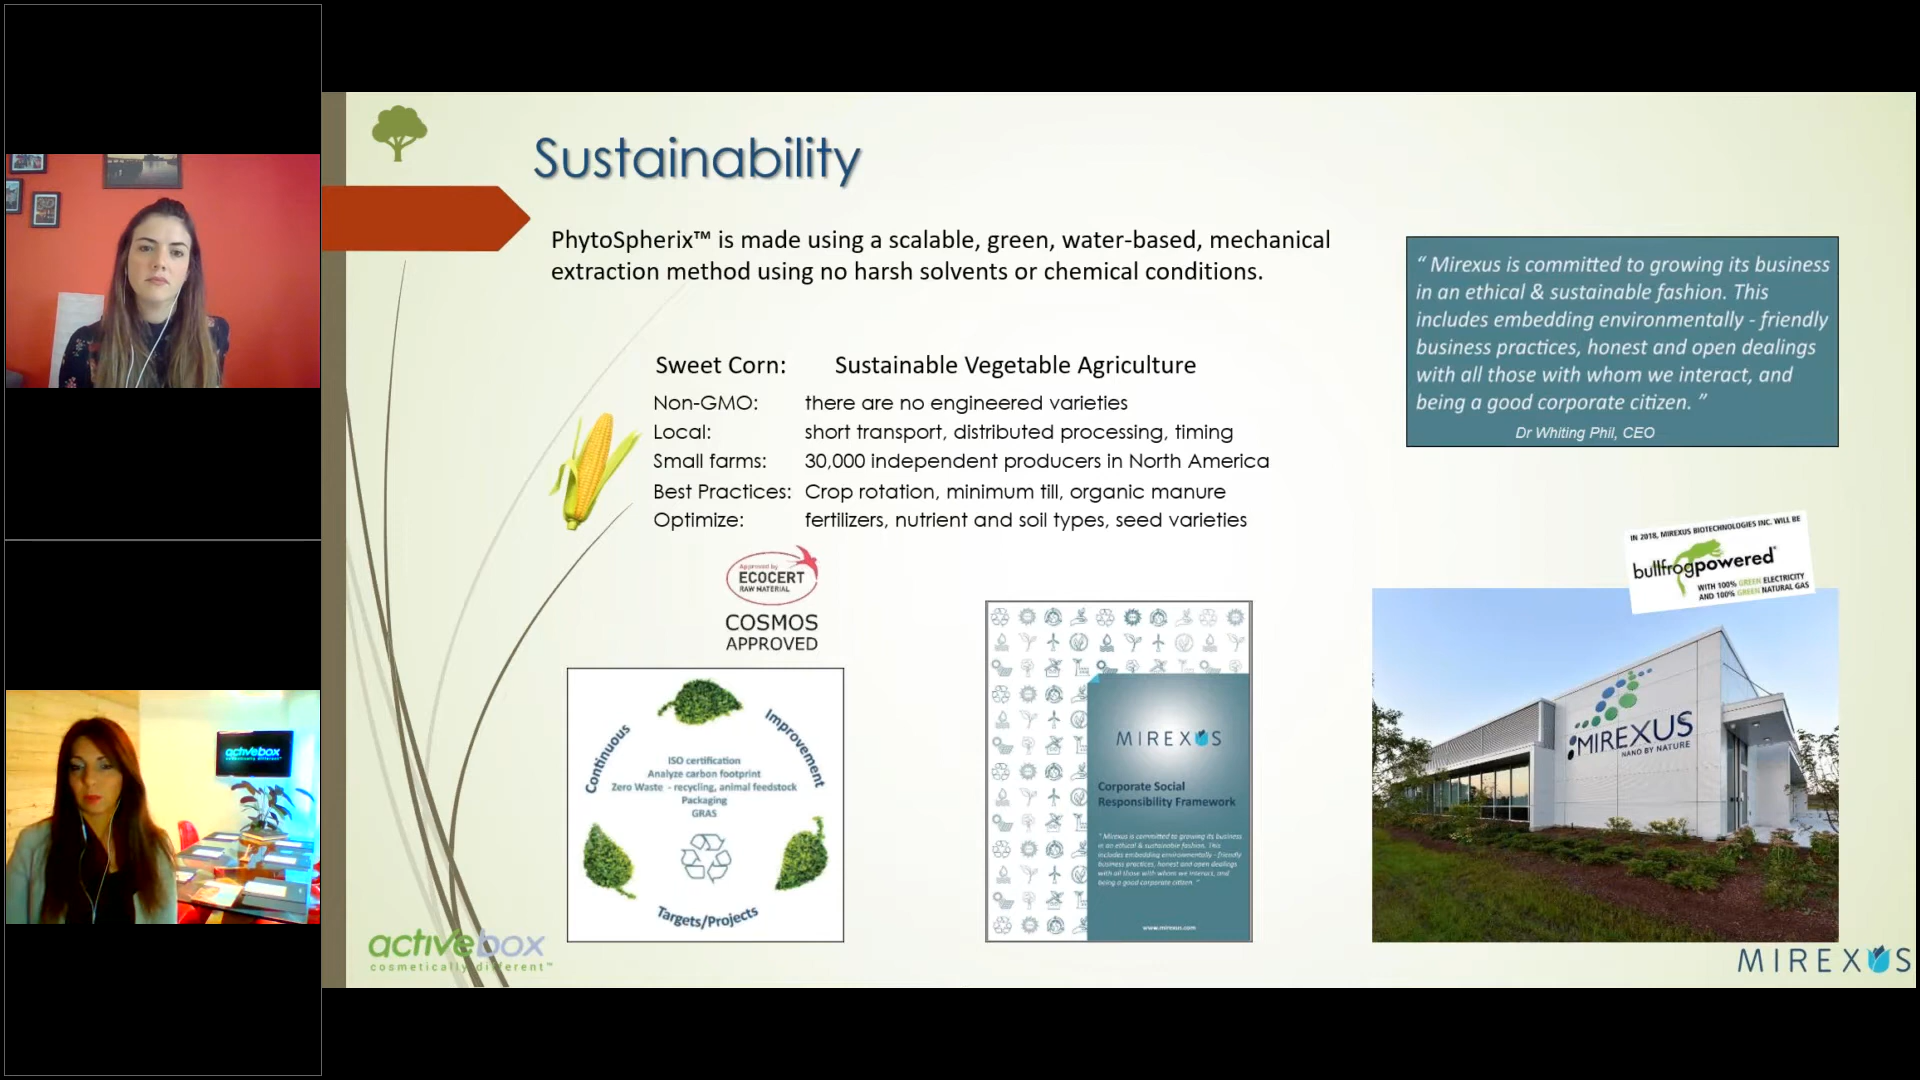 Sustainability
PhytoSpherix™ is made using a scalable, green, water-based, mechanical
extraction method using no harsh solvents or chemical conditions.
“ Mirexus is committed to growing its business
in an ethical & sustainable fashion. This
includes embedding environmentally - friendly
business practices, honest and open dealings
with all those with whom we interact, and
being a good corporate citizen. ”
Dr Whiting Phil, CEO
Sweet Corn: Sustainable Vegetable Agriculture
Non-GMO: there are no engineered varieties
Local: short transport, distributed processing, timing
Small farms: 30,000 independent producers in North America
Best Practices: Crop rotation, minimum till, organic manure
Optimize: fertilizers, nutrient and soil types, seed varieties
Approved by
ECOCERT
RAW MATERIAL
COSMOS
APPROVED
Continuous
Improvement
ISO certification
Analyze carbon footprint
Zero Waste - recycling, animal feedstock
Packaging
GRAS
Targets/Projects
MIREXUS
Corporate Social
Responsibility Framework
“ Mirexus is committed to growing its business
in an ethical & sustainable fashion. This
includes embedding environmentally - friendly
business practices, honest and open dealings
with all those with whom we interact, and
being a good corporate citizen. ”
www.mirexus.com
IN 2018, MIREXUS BIOTECHNOLOGIES INC. WILL BE
bullfrogpowered®
WITH 100% GREEN ELECTRICITY
AND 100% GREEN NATURAL GAS
MIREXUS
NANO BY NATURE
activebox
cosmetically different™
activebox
cosmetically different™
MIREXUS